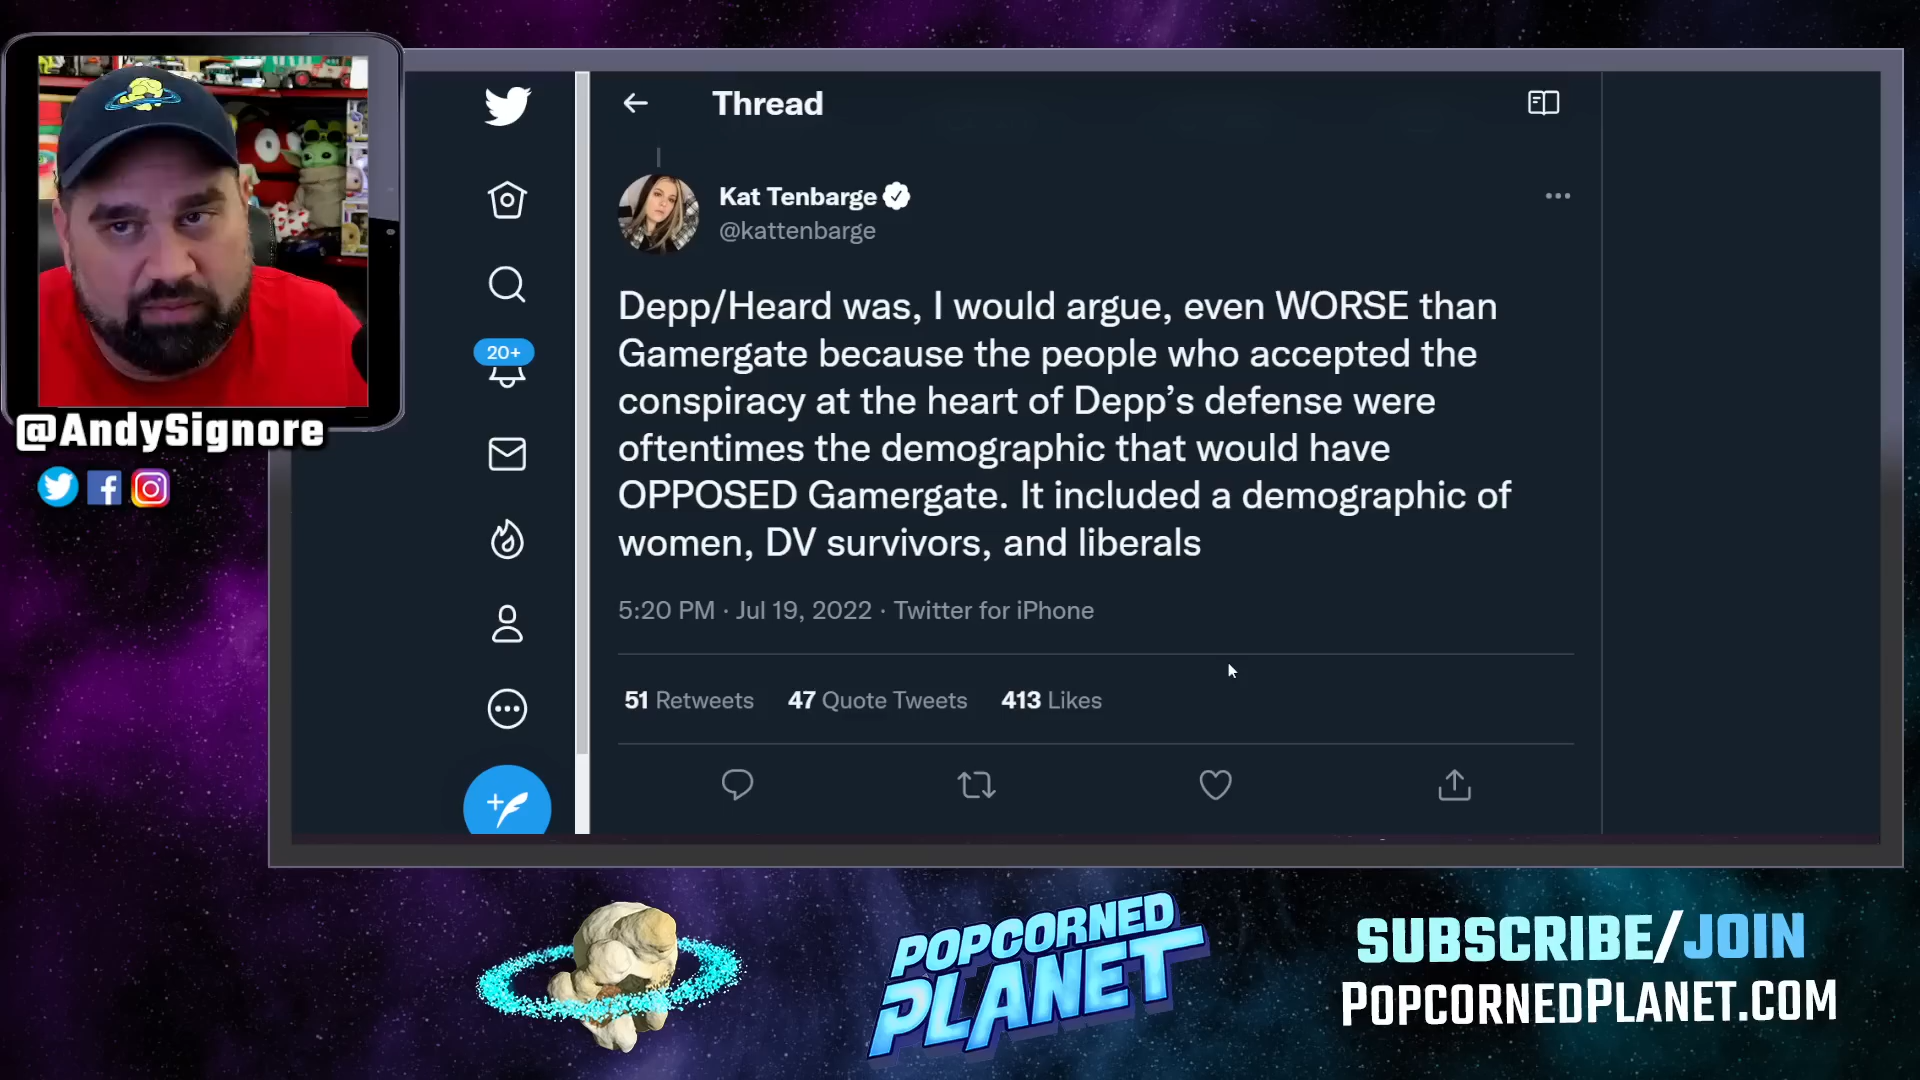 @AndySignore
Thread
Kat Tenbarge
@kattenbarge
20+
Depp/Heard was, I would argue, even WORSE than
Gamergate because the people who accepted the
conspiracy at the heart of Depp’s defense were
oftentimes the demographic that would have
OPPOSED Gamergate. It included a demographic of
women, DV survivors, and liberals
5:20 PM · Jul 19, 2022 · Twitter for iPhone
51 Retweets 47 Quote Tweets 413 Likes
POPCORNED
PLANET
SUBSCRIBE/JOIN
POPCORNEDPLANET.COM